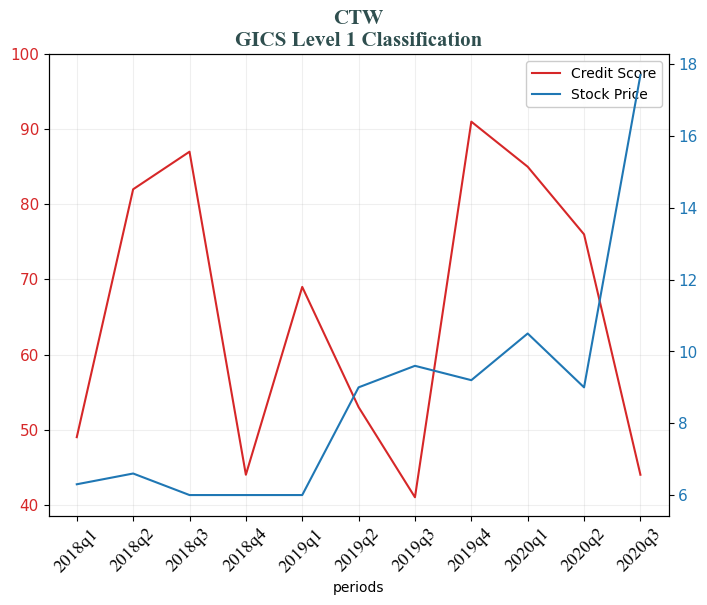 CTW
GICS Level 1 Classification
Credit Score
Stock Price
100
90
80
70
60
50
40
18
16
14
12
10
8
6
2018q1
2018q2
2018q3
2018q4
2019q1
2019q2
2019q3
2019q4
2020q1
2020q2
2020q3
periods